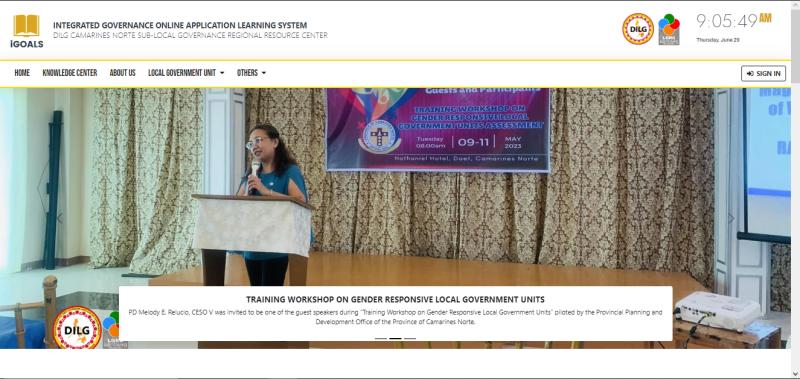 iGOALS
INTEGRATED GOVERNANCE ONLINE APPLICATION LEARNING SYSTEM
DILG CAMARINES NORTE SUB-LOCAL GOVERNANCE REGIONAL RESOURCE CENTER
DILG
LGRC
9:05:49 AM
Thursday, June 29
HOME KNOWLEDGE CENTER ABOUT US LOCAL GOVERNMENT UNIT OTHERS
SIGN IN
Guests and Participants
TRAINING WORKSHOP ON
GENDER RESPONSIVE LOCAL
GOVERNMENT UNITS ASSESSMENT
Tuesday
08:00am
09-11
MAY
2023
Nathaniel Hotel, Daet, Camarines Norte
of
TRAINING WORKSHOP ON GENDER RESPONSIVE LOCAL GOVERNMENT UNITS
PD Melody E. Relucio, CESO V was invited to be one of the guest speakers during "Training Workshop on Gender Responsive Local Government Units" piloted by the Provincial Planning and
Development Office of the Province of Camarines Norte.
DILG